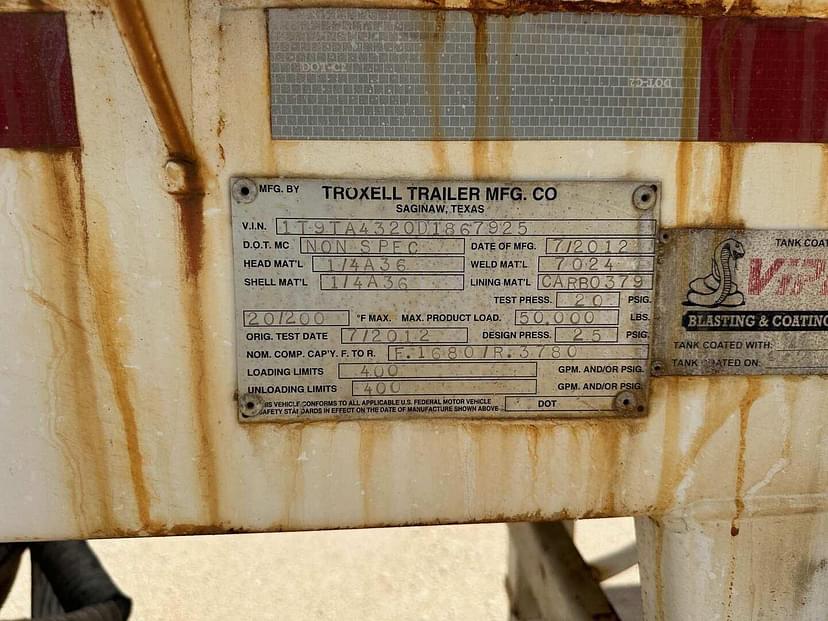 DOT-C2
DOT-C2
MFG. BY TROXELL TRAILER MFG. CO
SAGINAW, TEXAS
V.I.N. 1T9TA4320D1867925
D.O.T. MC NON SPEC DATE OF MFG. 7/2012
HEAD MAT'L 1/4A36 WELD MAT'L 7024
SHELL MAT'L 1/4A36 LINING MAT'L CARB0379
TEST PRESS. 20 PSIG.
20/200 °F MAX. MAX. PRODUCT LOAD. 50,000 LBS.
ORIG. TEST DATE 7/2012 DESIGN PRESS. 25 PSIG.
NOM. COMP. CAP'Y. F. TO R. F.1680/R.3780
LOADING LIMITS 400 GPM. AND/OR PSIG.
UNLOADING LIMITS 400 GPM. AND/OR PSIG.
VEHICLE CONFORMS TO ALL APPLICABLE U.S. FEDERAL MOTOR VEHICLE
SAFETY STANDARDS IN EFFECT ON THE DATE OF MANUFACTURE SHOWN ABOVE DOT
TANK COAT
VIP
BLASTING & COATING
TANK COATED WITH:
TANK COATED ON: